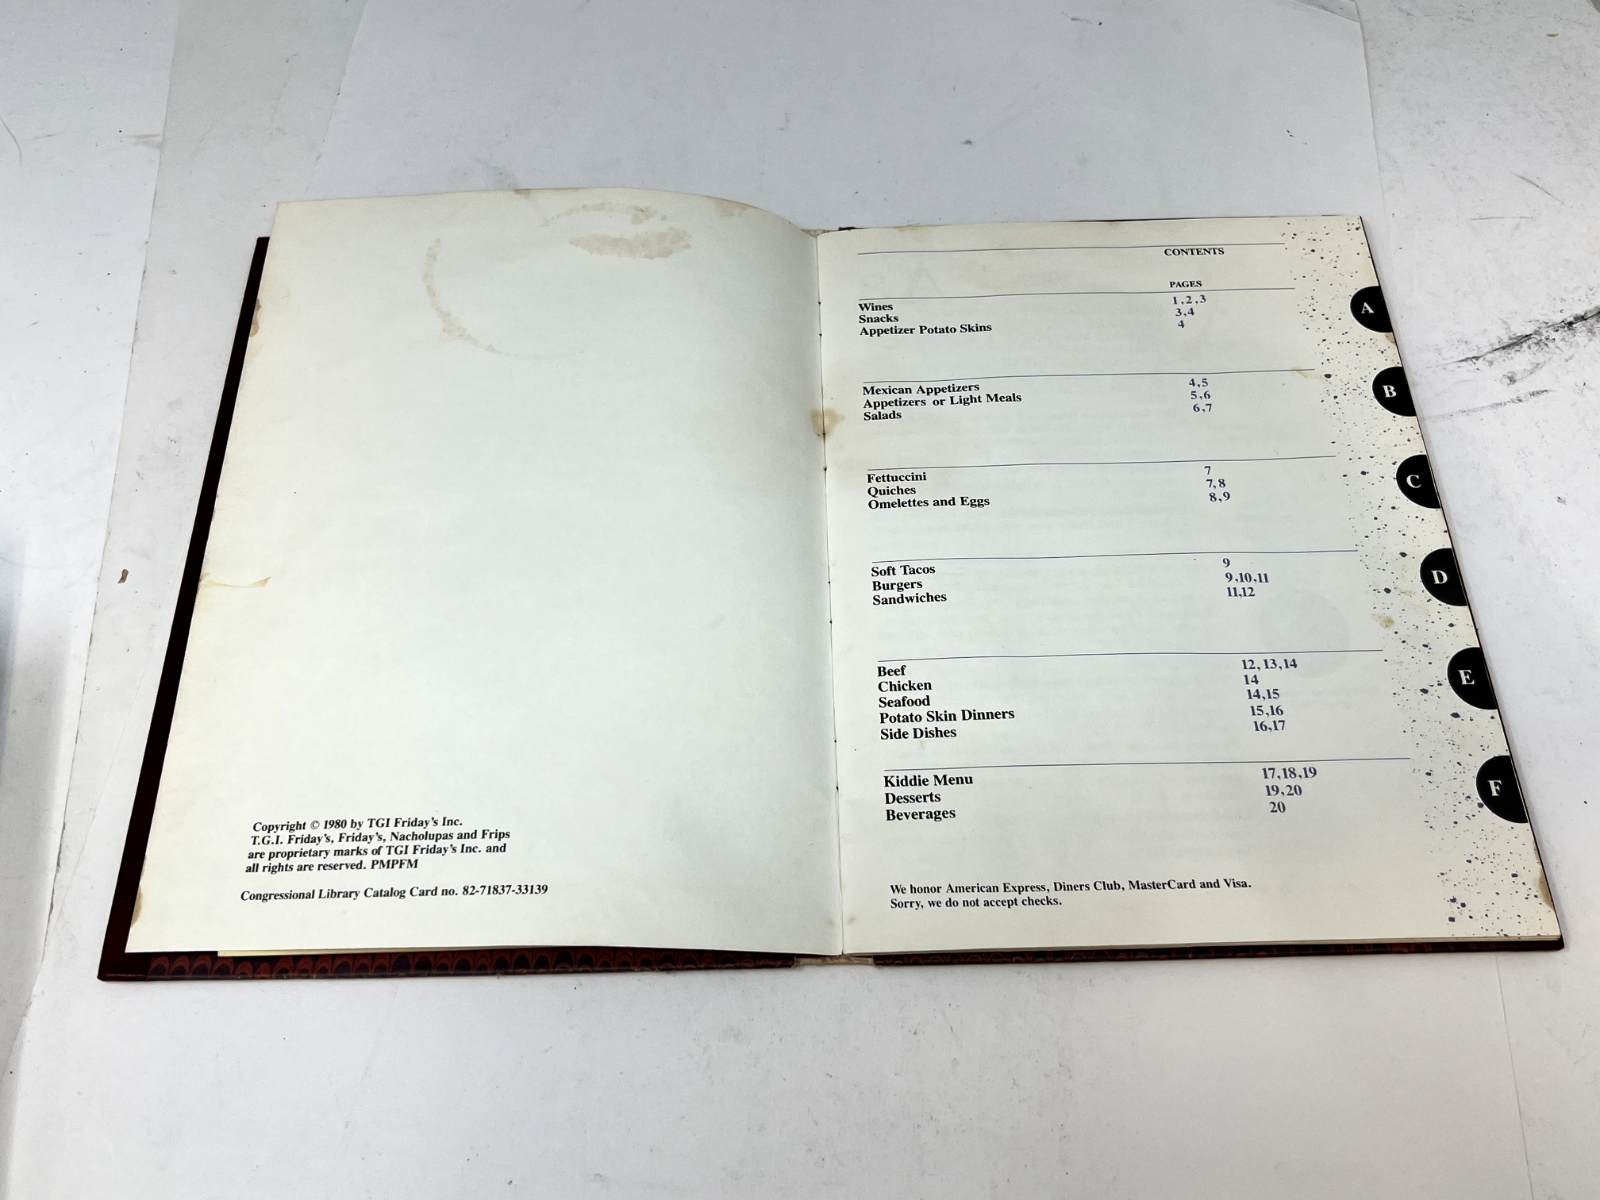 Copyright © 1980 by TGI Friday's Inc.
T.G.I. Friday's, Friday's, Nacholupas and Frips
are proprietary marks of TGI Friday's Inc. and
all rights are reserved. PMPFM
Congressional Library Catalog Card no. 82-71837-33139
CONTENTS
PAGES
Wines 1,2,3
Snacks 3,4
Appetizer Potato Skins 4
A
Mexican Appetizers 4,5
Appetizers or Light Meals 5,6
Salads 6,7
B
Fettuccini 7
Quiches 7,8
Omelettes and Eggs 8,9
C
Soft Tacos 9
Burgers 9,10,11
Sandwiches 11,12
D
Beef 12,13,14
Chicken 14
Seafood 14,15
Potato Skin Dinners 15,16
Side Dishes 16,17
E
Kiddie Menu 17,18,19
Desserts 19,20
Beverages 20
F
We honor American Express, Diners Club, MasterCard and Visa.
Sorry, we do not accept checks.